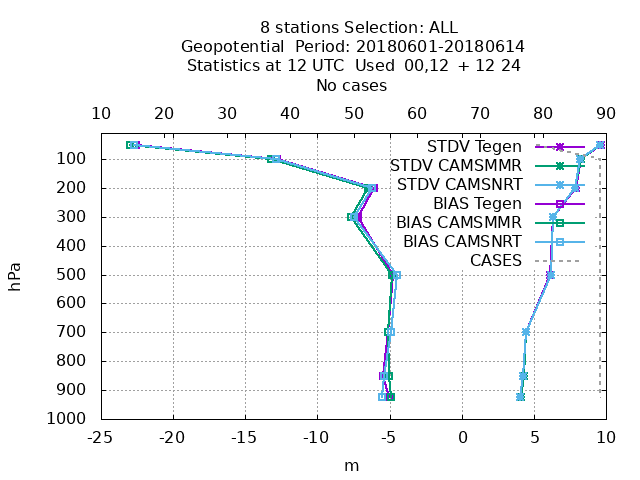 8 stations Selection: ALL
Geopotential  Period: 20180601-20180614
Statistics at 12 UTC  Used  00,12  + 12 24
No cases
10 23 30 40 50 60 70 80 90
STDV Tegen
STDV CAMSMMR
STDV CAMSNRT
BIAS Tegen
BIAS CAMSMMR
BIAS CAMSNRT
CASES
hPa
100
200
300
400
500
600
700
800
900
1000
-25 -20 -15 -10 -5 0 5 10
m